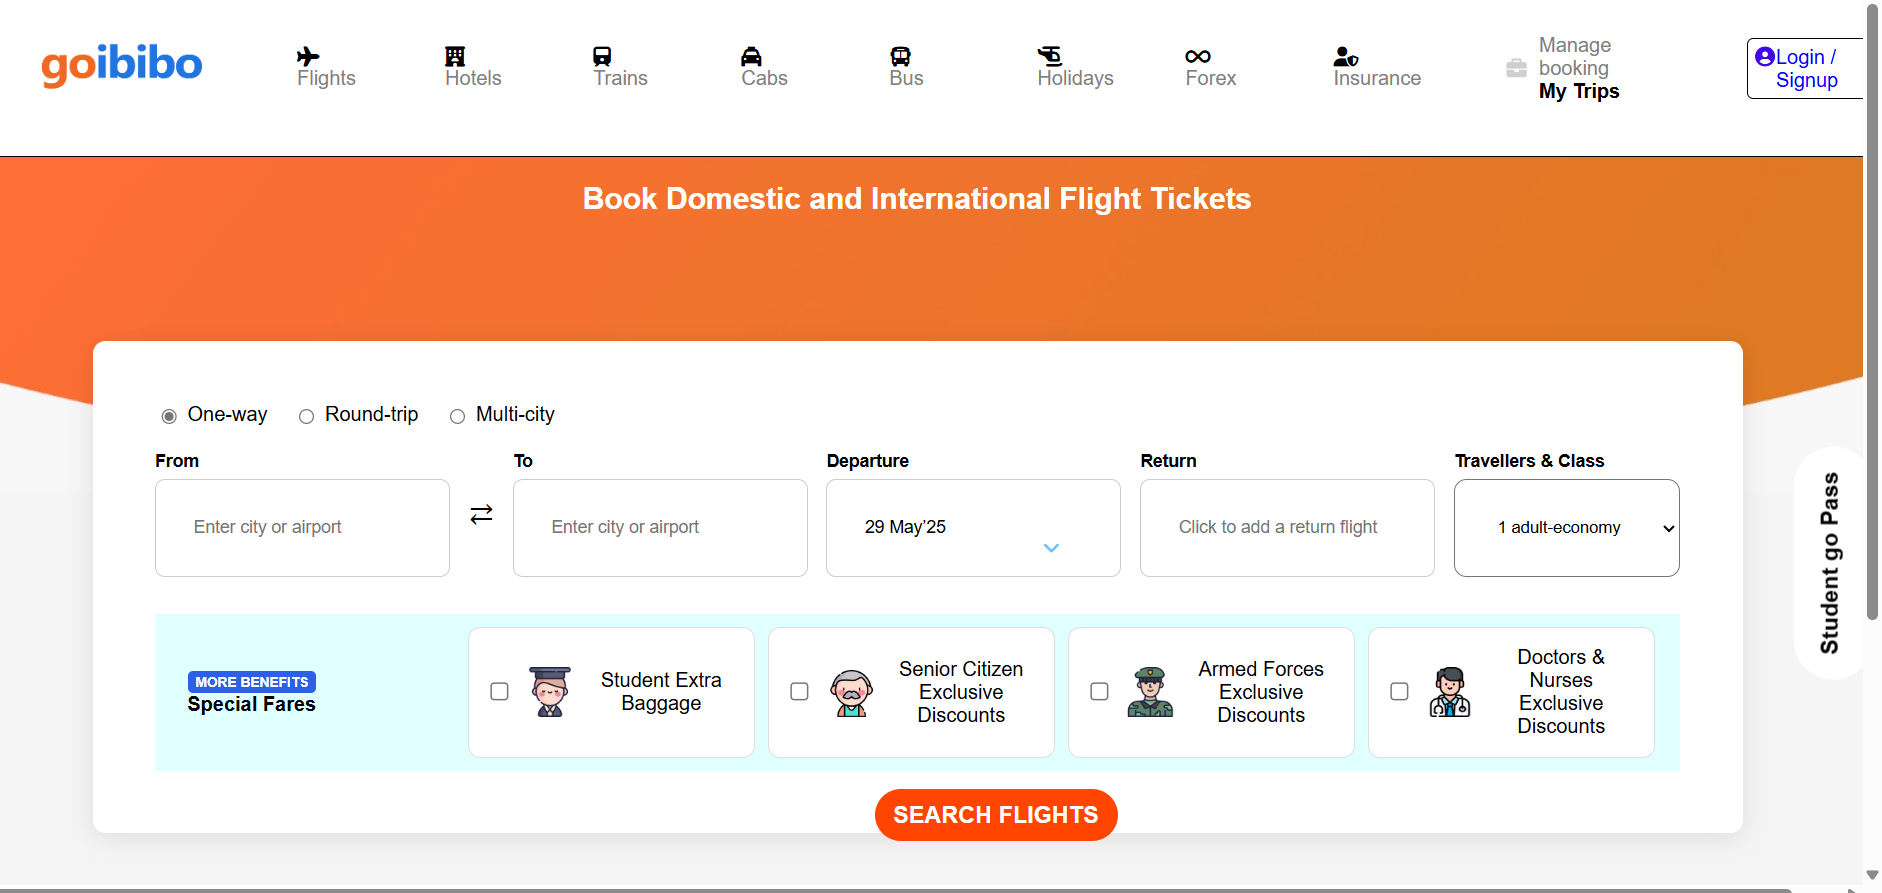 goibibo
Flights
Hotels
Trains
Cabs
Bus
Holidays
Forex
Insurance
Manage
booking
My Trips
Login /
Signup
Book Domestic and International Flight Tickets
One-way
Round-trip
Multi-city
From
To
Departure
Return
Travellers & Class
Enter city or airport
Enter city or airport
29 May'25
Click to add a return flight
1 adult-economy
Student go Pass
MORE BENEFITS
Special Fares
Student Extra
Baggage
Senior Citizen
Exclusive
Discounts
Armed Forces
Exclusive
Discounts
Doctors &
Nurses
Exclusive
Discounts
SEARCH FLIGHTS